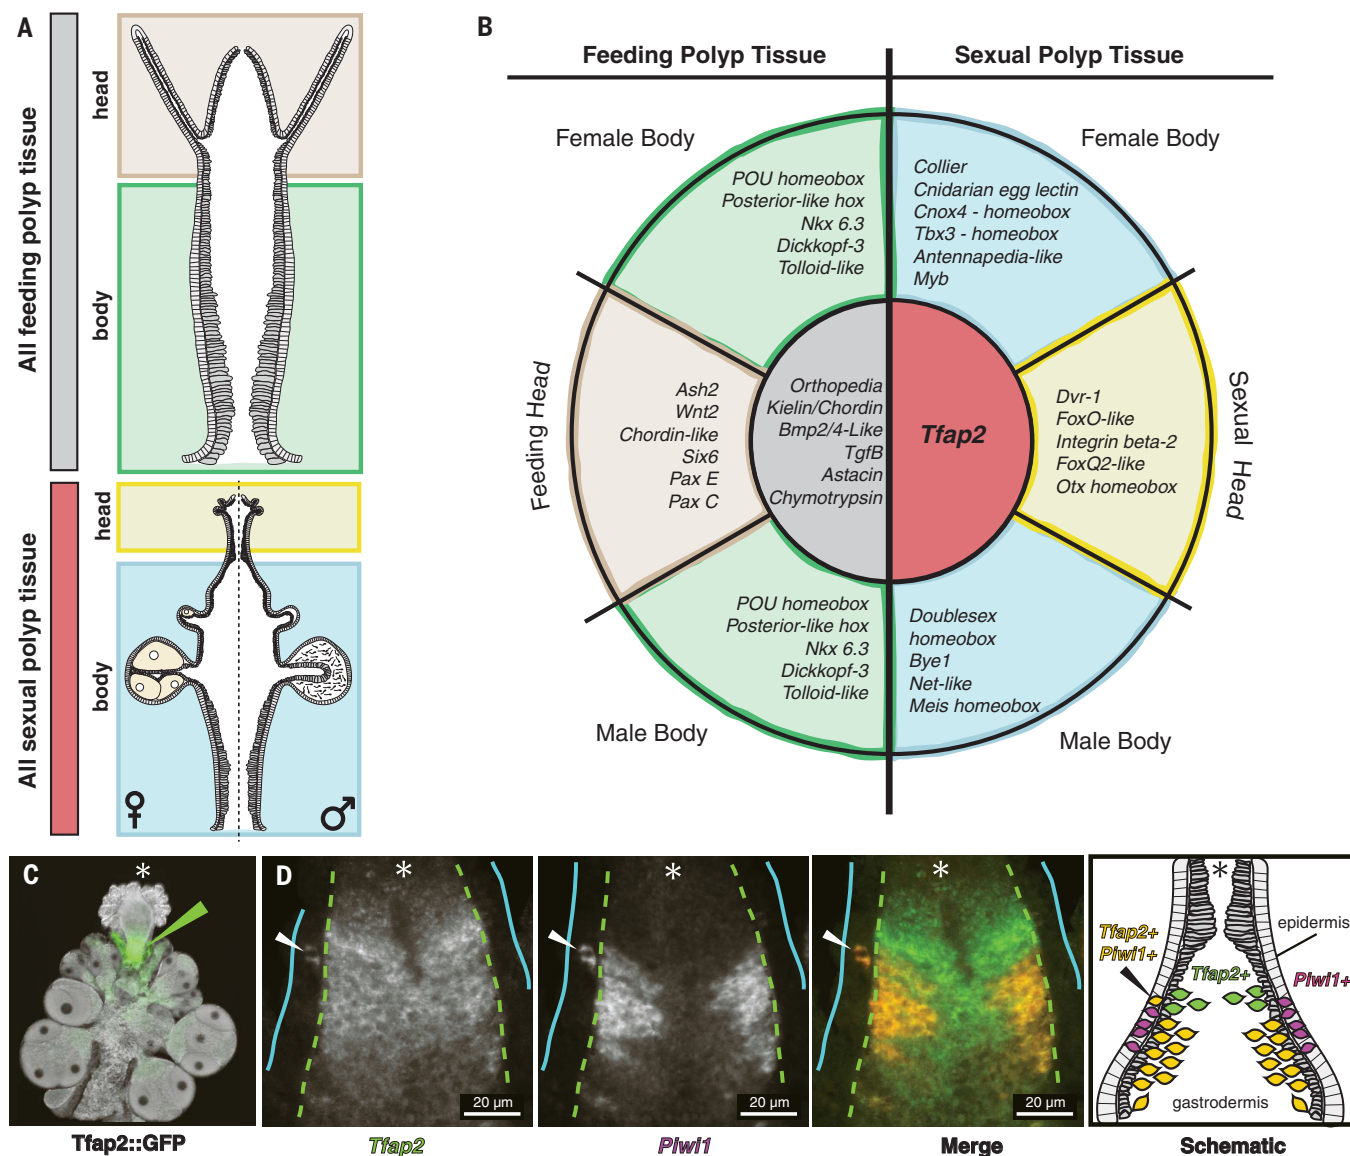 A
All feeding polyp tissue
head
body
All sexual polyp tissue
head
body
♀
♂
B
Feeding Polyp Tissue
Sexual Polyp Tissue
Female Body
Female Body
POU homeobox
Posterior-like hox
Nkx 6.3
Dickkopf-3
Tolloid-like
Collier
Cnidarian egg lectin
Cnox4 - homeobox
Tbx3 - homeobox
Antennapedia-like
Myb
Feeding Head
Ash2
Wnt2
Chordin-like
Six6
Pax E
Pax C
Orthopedia
Kielin/Chordin
Bmp2/4-Like
TgfB
Astacin
Chymotrypsin
Tfap2
Dvr-1
FoxO-like
Integrin beta-2
FoxQ2-like
Otx homeobox
Sexual Head
POU homeobox
Posterior-like hox
Nkx 6.3
Dickkopf-3
Tolloid-like
Doublesex
homeobox
Bye1
Net-like
Meis homeobox
Male Body
Male Body
C
*
Tfap2::GFP
D
*
20 µm
Tfap2
*
20 µm
Piwi1
*
20 µm
Merge
*
epidermis
Tfap2+
Piwi1+
Tfap2+
Piwi1+
gastrodermis
Schematic